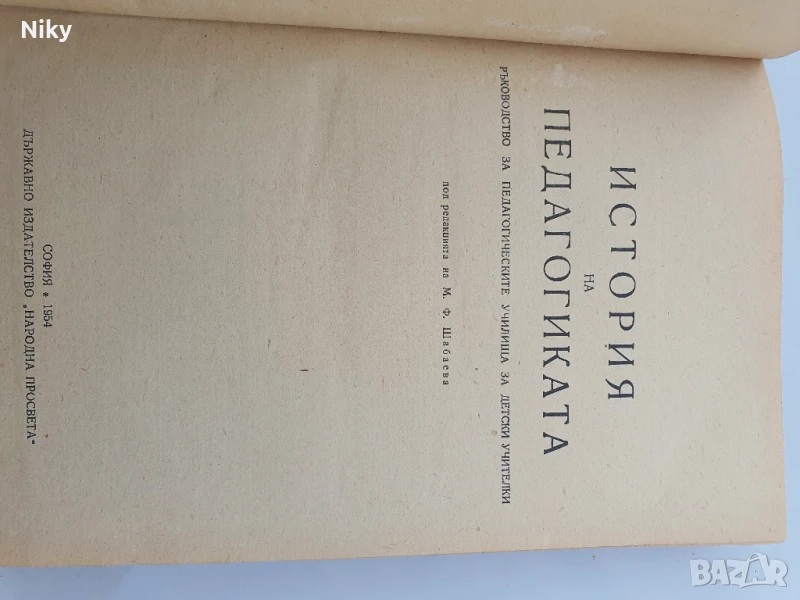 Niky
ИСТОРИЯ
НА
ПЕДАГОГИКАТА
РЪКОВОДСТВО ЗА ПЕДАГОГИЧЕСКИТЕ УЧИЛИЩА ЗА ДЕТСКИ УЧИТЕЛКИ
под редакцията на М. Ф. Шабаева
СОФИЯ * 1954
ДЪРЖАВНО ИЗДАТЕЛСТВО „НАРОДНА ПРОСВЕТА“
BAZAR